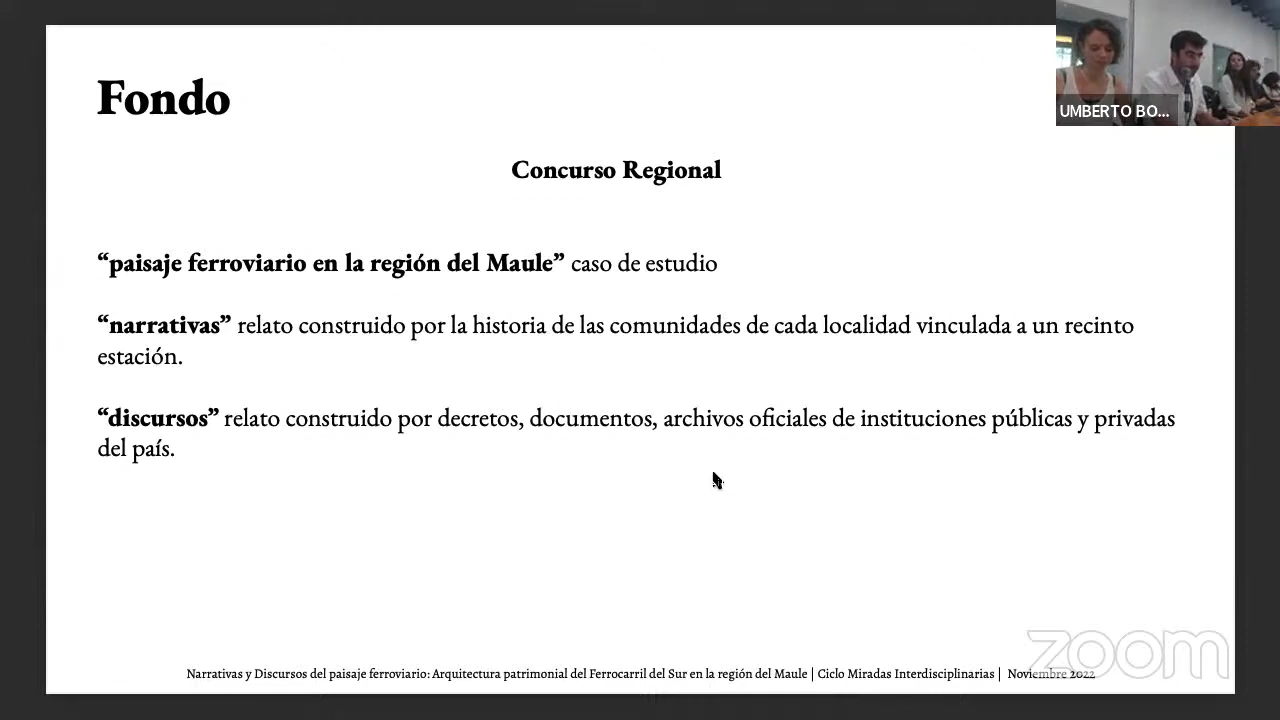 Fondo
UMBERTO BO...
Concurso Regional
“paisaje ferroviario en la región del Maule” caso de estudio
“narrativas” relato construido por la historia de las comunidades de cada localidad vinculada a un recinto
estación.
“discursos” relato construido por decretos, documentos, archivos oficiales de instituciones públicas y privadas
del país.
zoom
Narrativas y Discursos del paisaje ferroviario: Arquitectura patrimonial del Ferrocarril del Sur en la región del Maule | Ciclo Miradas Interdisciplinarias | Noviembre 2022